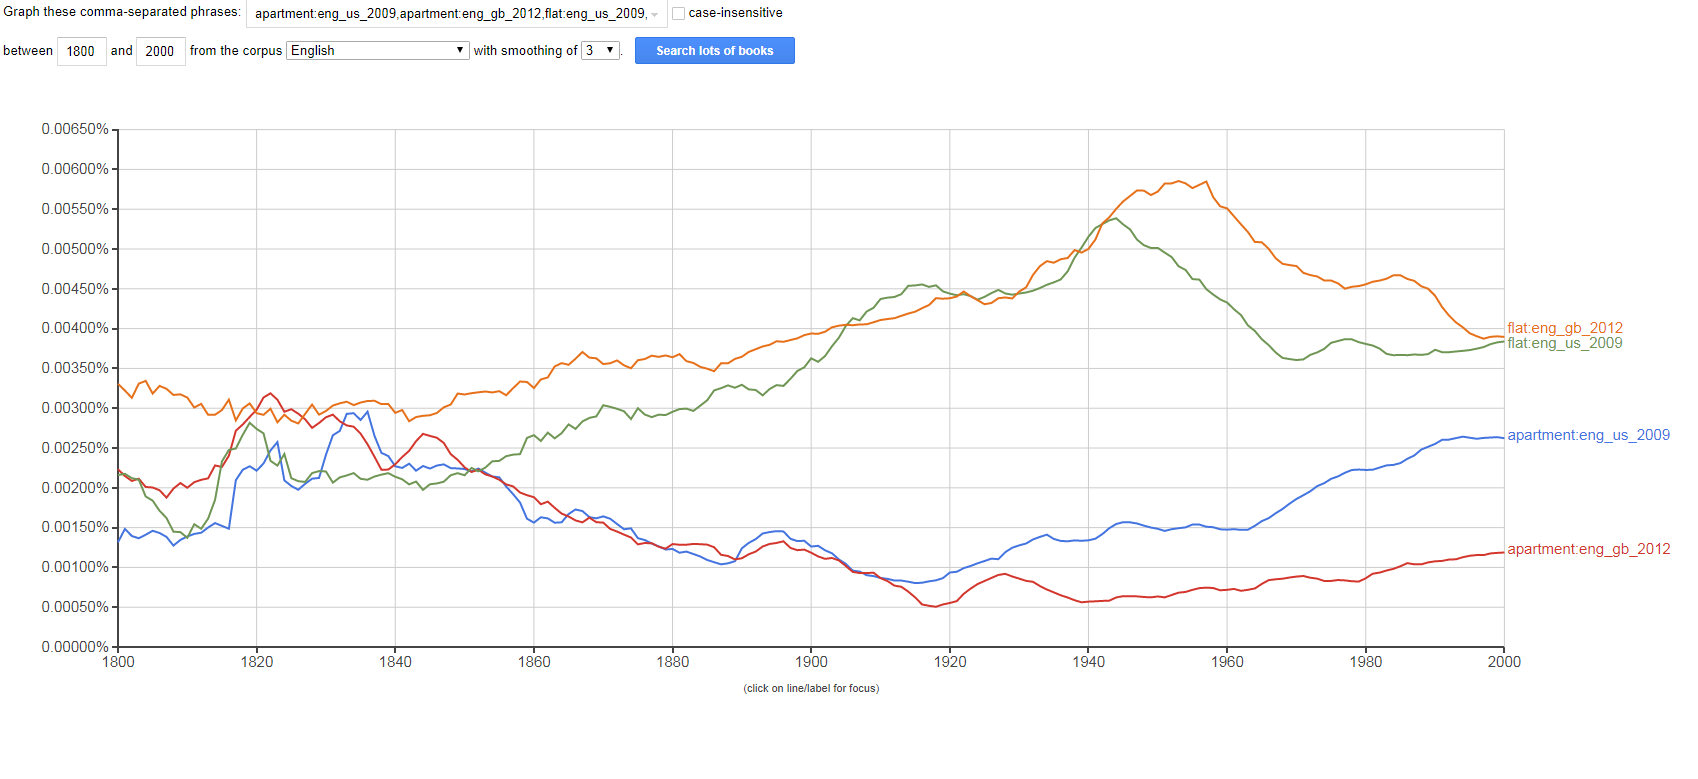 Graph these comma-separated phrases: apartment:eng_us_2009,apartment:eng_gb_2012,flat:eng_us_2009, case-insensitive
between 1800 and 2000 from the corpus English with smoothing of 3 . Search lots of books
0.00650%
0.00600%
0.00550%
0.00500%
0.00450%
0.00400%
flat:eng_gb_2012
flat:eng_us_2009
0.00350%
0.00300%
apartment:eng_us_2009
0.00250%
0.00200%
0.00150%
apartment:eng_gb_2012
0.00100%
0.00050%
0.00000%
1800 1820 1840 1860 1880 1900 1920 1940 1960 1980 2000
(click on line/label for focus)